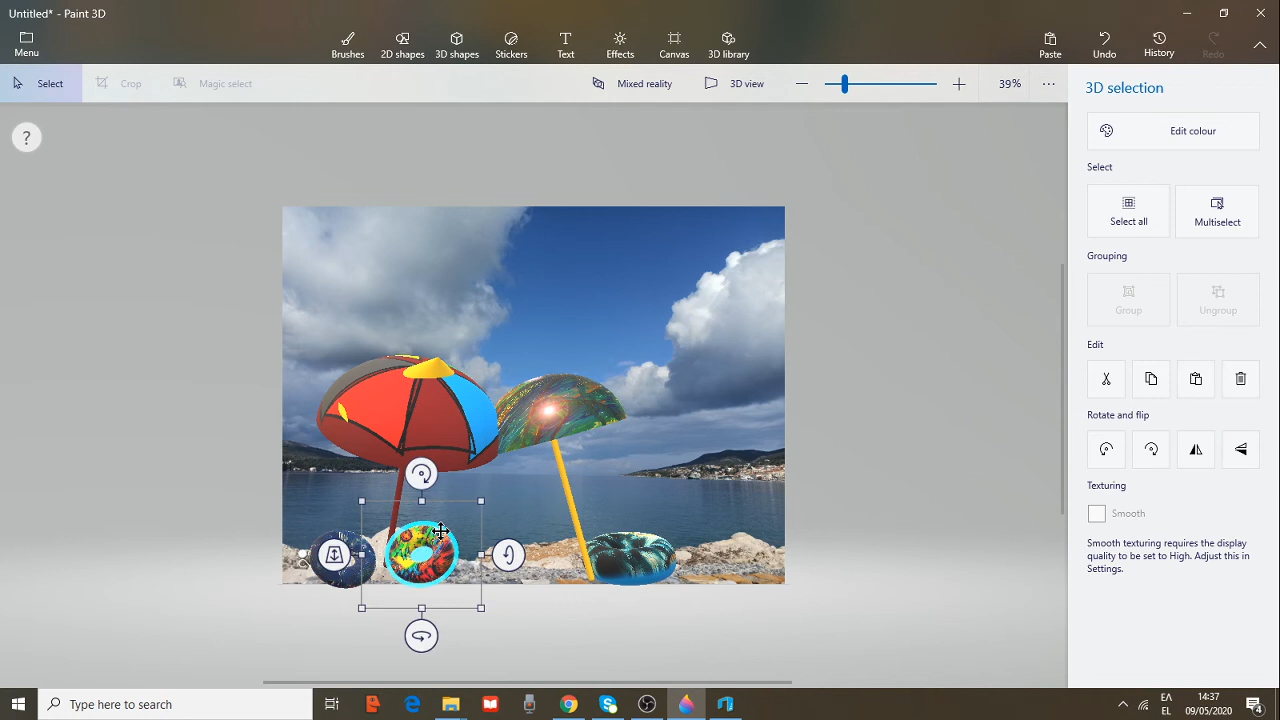 Untitled* - Paint 3D
Menu
Brushes
2D shapes
3D shapes
Stickers
Text
Effects
Canvas
3D library
Paste
Undo
History
Redo
Select
Crop
Magic select
Mixed reality
3D view
39%
?
3D selection
Edit colour
Select
Select all
Multiselect
Grouping
Group
Ungroup
Edit
Rotate and flip
Texturing
Smooth
Smooth texturing requires the display
quality to be set to High. Adjust this in
Settings.
Type here to search
ΕΛ
EL
14:37
09/05/2020
4